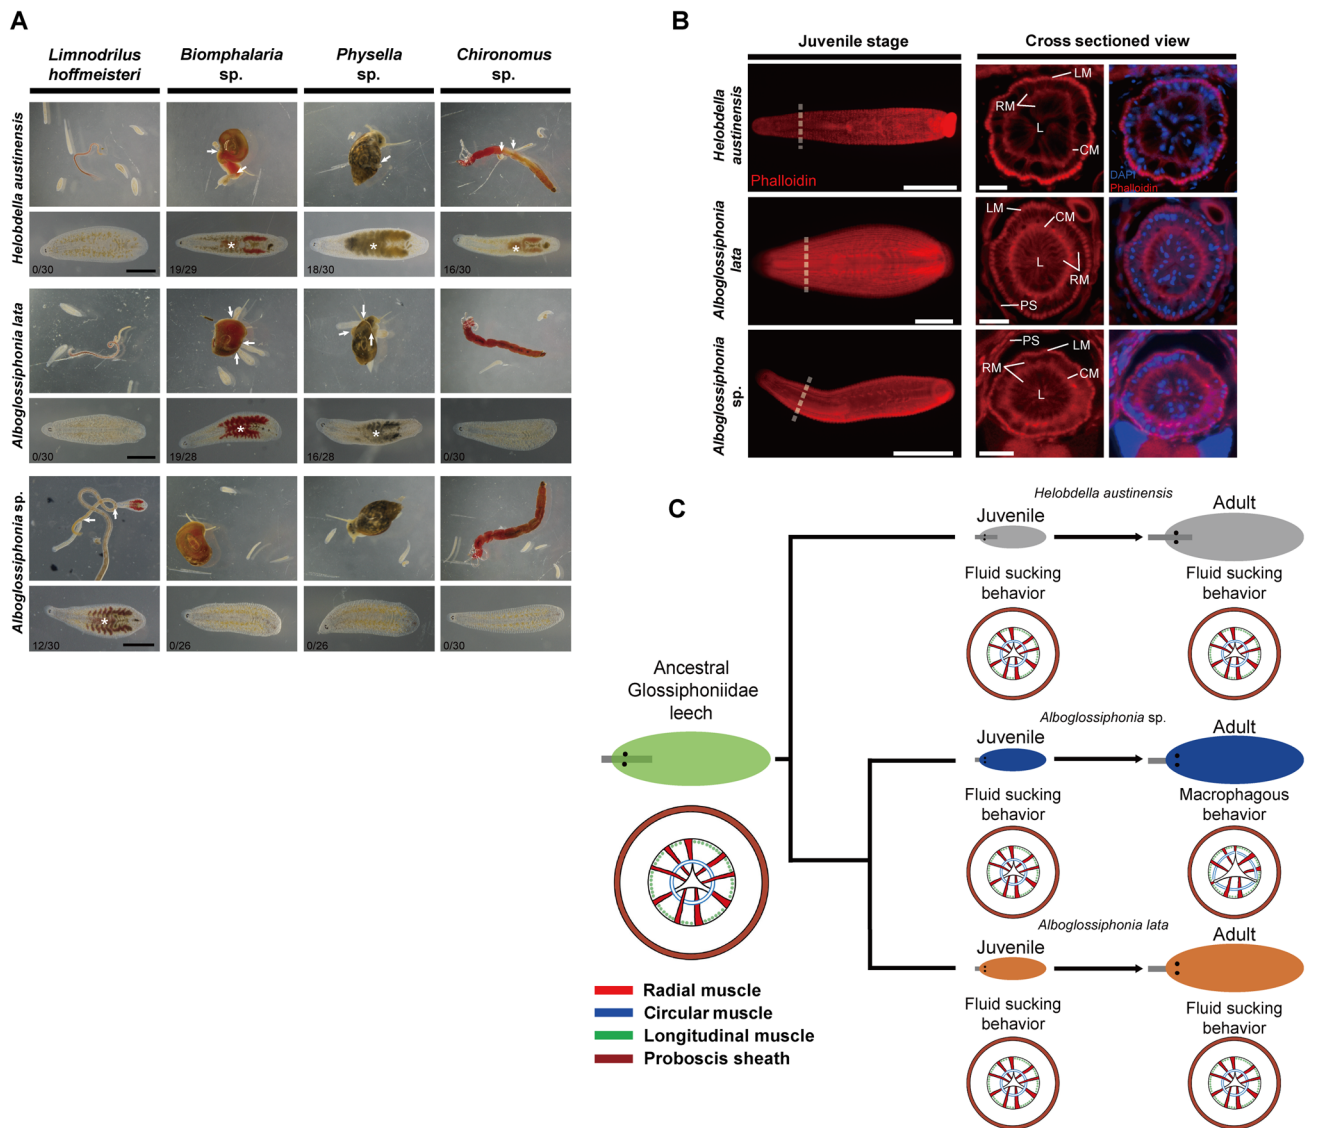 A
Limnodrilus
hoffmeisteri
Biomphalaria
sp.
Physella
sp.
Chironomus
sp.
Helobdella austinensis
0/30
19/29
18/30
16/30
Alboglossiphonia lata
0/30
19/28
16/28
0/30
Alboglossiphonia sp.
12/30
0/26
0/26
0/30
B
Juvenile stage
Cross sectioned view
Helobdella
austinensis
Phalloidin
LM
RM
L
CM
DAPI
Phalloidin
Alboglossiphonia
lata
LM
CM
L
RM
PS
Alboglossiphonia
sp.
PS
LM
RM
CM
L
C
Helobdella austinensis
Juvenile
Adult
Fluid sucking
behavior
Fluid sucking
behavior
Ancestral
Glossiphoniidae
leech
Alboglossiphonia sp.
Juvenile
Adult
Fluid sucking
behavior
Macrophagous
behavior
Alboglossiphonia lata
Juvenile
Adult
Fluid sucking
behavior
Fluid sucking
behavior
Radial muscle
Circular muscle
Longitudinal muscle
Proboscis sheath